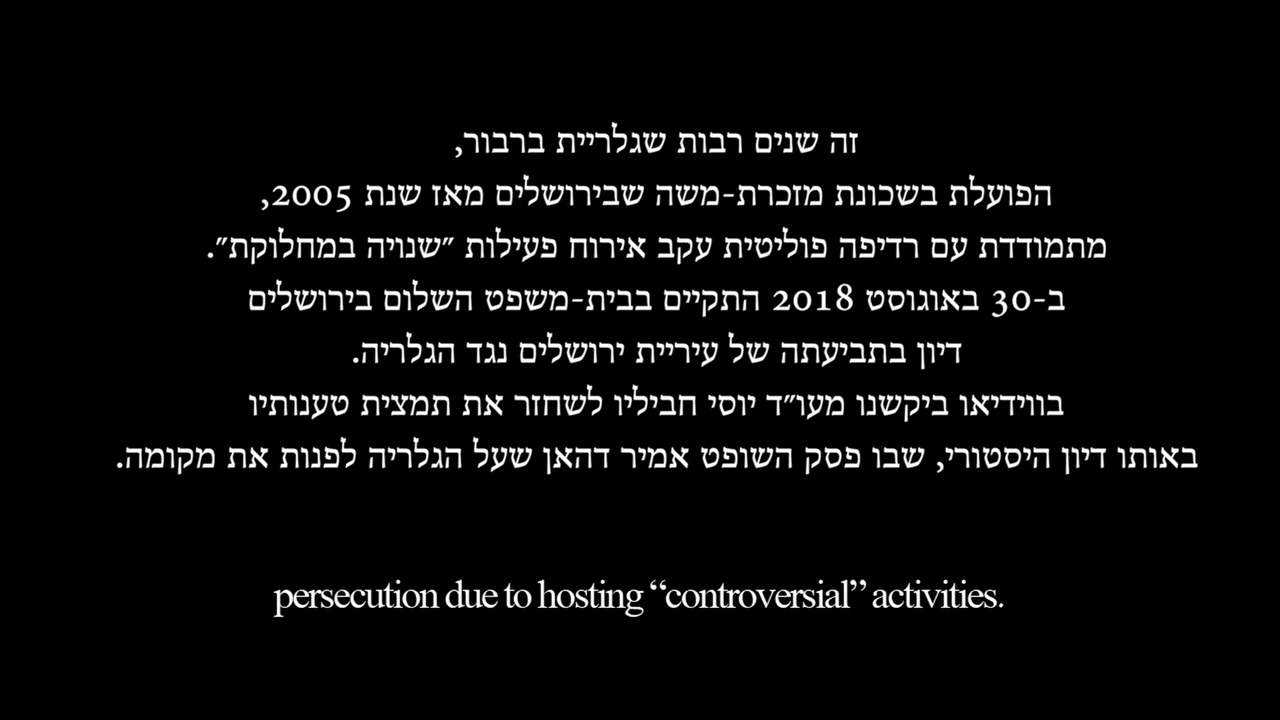 זה שנים רבות שגלריית ברבור,
הפועלת בשכונת מזכרת-משה שבירושלים מאז שנת 2005,
מתמודדת עם רדיפה פוליטית עקב אירוח פעילות ״שנויה במחלוקת״.
ב-30 באוגוסט 2018 התקיים בבית-משפט השלום בירושלים
דיון בתביעתה של עיריית ירושלים נגד הגלריה.
בווידיאו ביקשנו מעו״ד יוסי חביליו לשחזר את תמצית טענותיו
באותו דיון היסטורי, שבו פסק השופט אמיר דהאן שעל הגלריה לפנות את מקומה.
persecution due to hosting “controversial” activities.